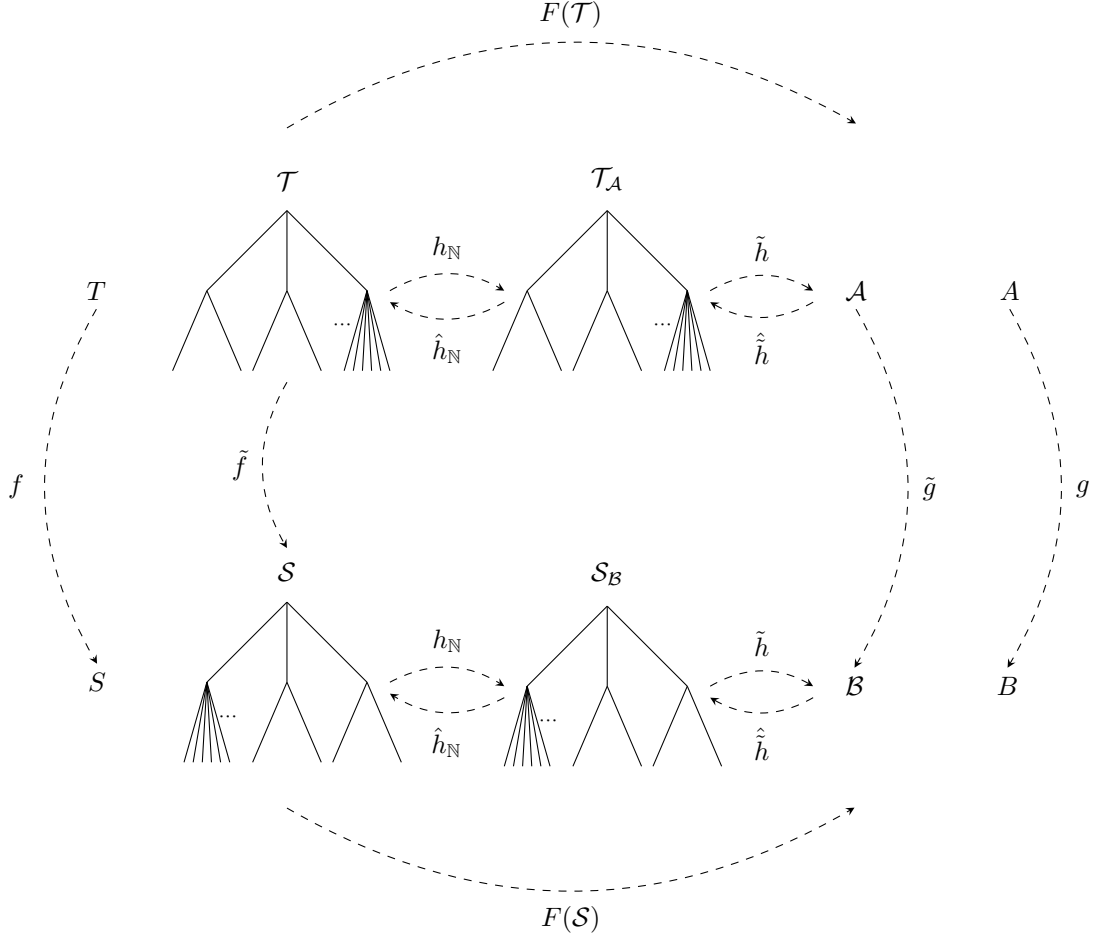 F(𝒯)
𝒯 𝒯_𝒜
h_ℕ h̃
T 𝒜 A
... ...
ĥ_ℕ h̃̂
f f̃ g̃ g
𝒮 𝒮_ℬ
h_ℕ h̃
S ℬ B
... ...
ĥ_ℕ h̃̂
F(𝒮)